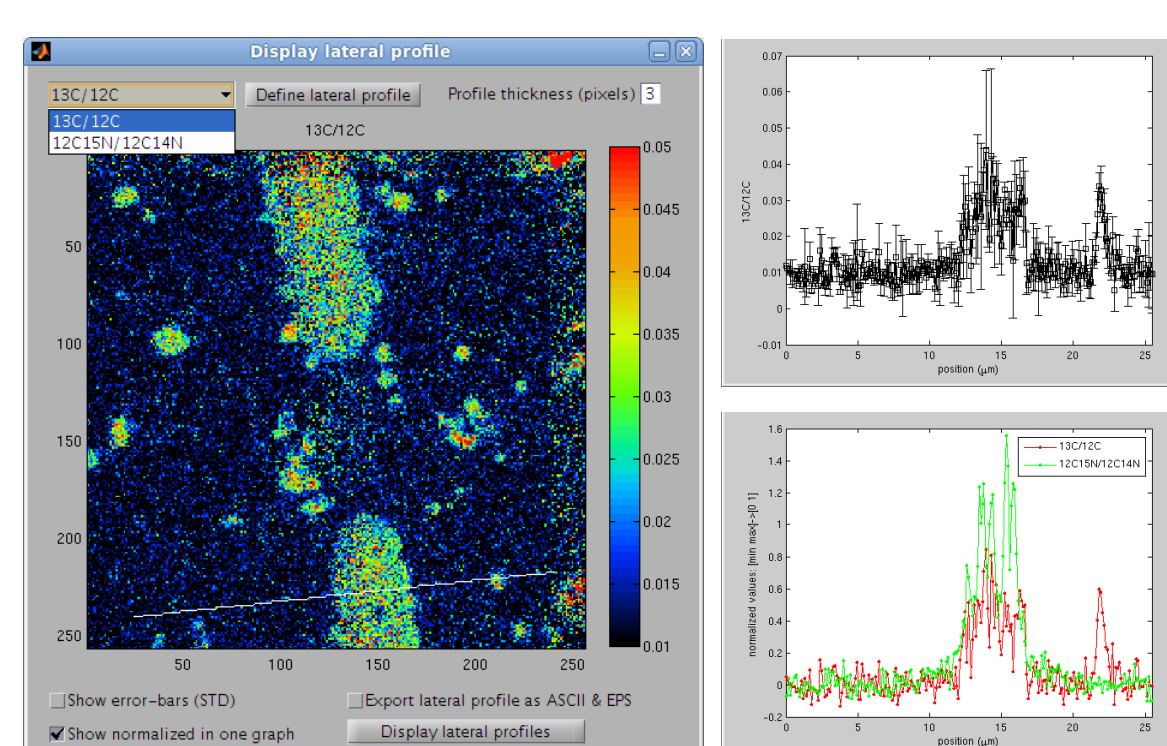 Display lateral profile
13C/12C
Define lateral profile
Profile thickness (pixels) 3
13C/12C
12C15N/12C14N
13C/12C
50
100
150
200
250
50 100 150 200 250
0.05
0.045
0.04
0.035
0.03
0.025
0.02
0.015
0.01
Show error-bars (STD)
Export lateral profile as ASCII & EPS
Show normalized in one graph
Display lateral profiles
0.07
0.06
0.05
0.04
0.03
0.02
0.01
0
-0.01
13C/12C
0 5 10 15 20 25
position (μm)
1.6
1.4
1.2
1
0.8
0.6
0.4
0.2
0
-0.2
normalized values: [min max]->[0 1]
13C/12C
12C15N/12C14N
0 5 10 15 20 25
position (μm)